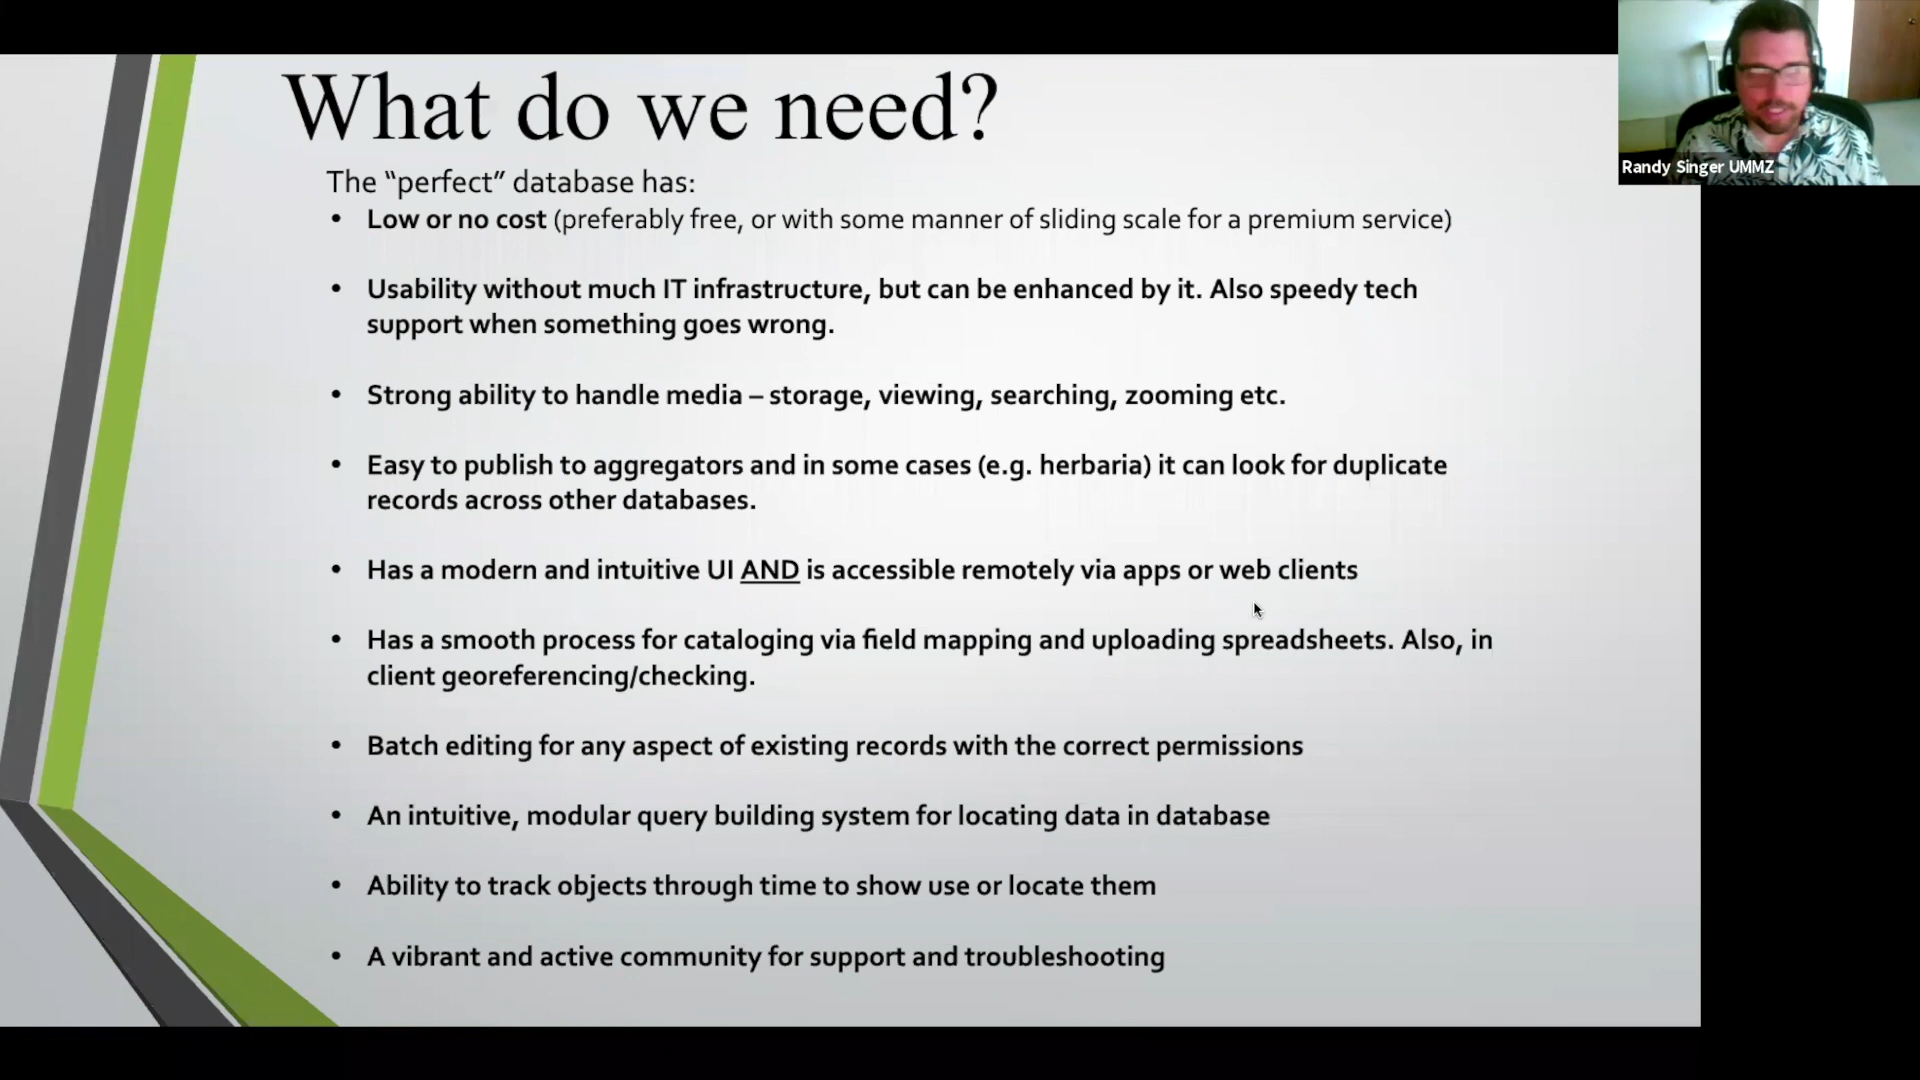 What do we need?
Randy Singer UMMZ
The “perfect” database has:
• Low or no cost (preferably free, or with some manner of sliding scale for a premium service)
• Usability without much IT infrastructure, but can be enhanced by it. Also speedy tech
support when something goes wrong.
• Strong ability to handle media – storage, viewing, searching, zooming etc.
• Easy to publish to aggregators and in some cases (e.g. herbaria) it can look for duplicate
records across other databases.
• Has a modern and intuitive UI AND is accessible remotely via apps or web clients
• Has a smooth process for cataloging via field mapping and uploading spreadsheets. Also, in
client georeferencing/checking.
• Batch editing for any aspect of existing records with the correct permissions
• An intuitive, modular query building system for locating data in database
• Ability to track objects through time to show use or locate them
• A vibrant and active community for support and troubleshooting